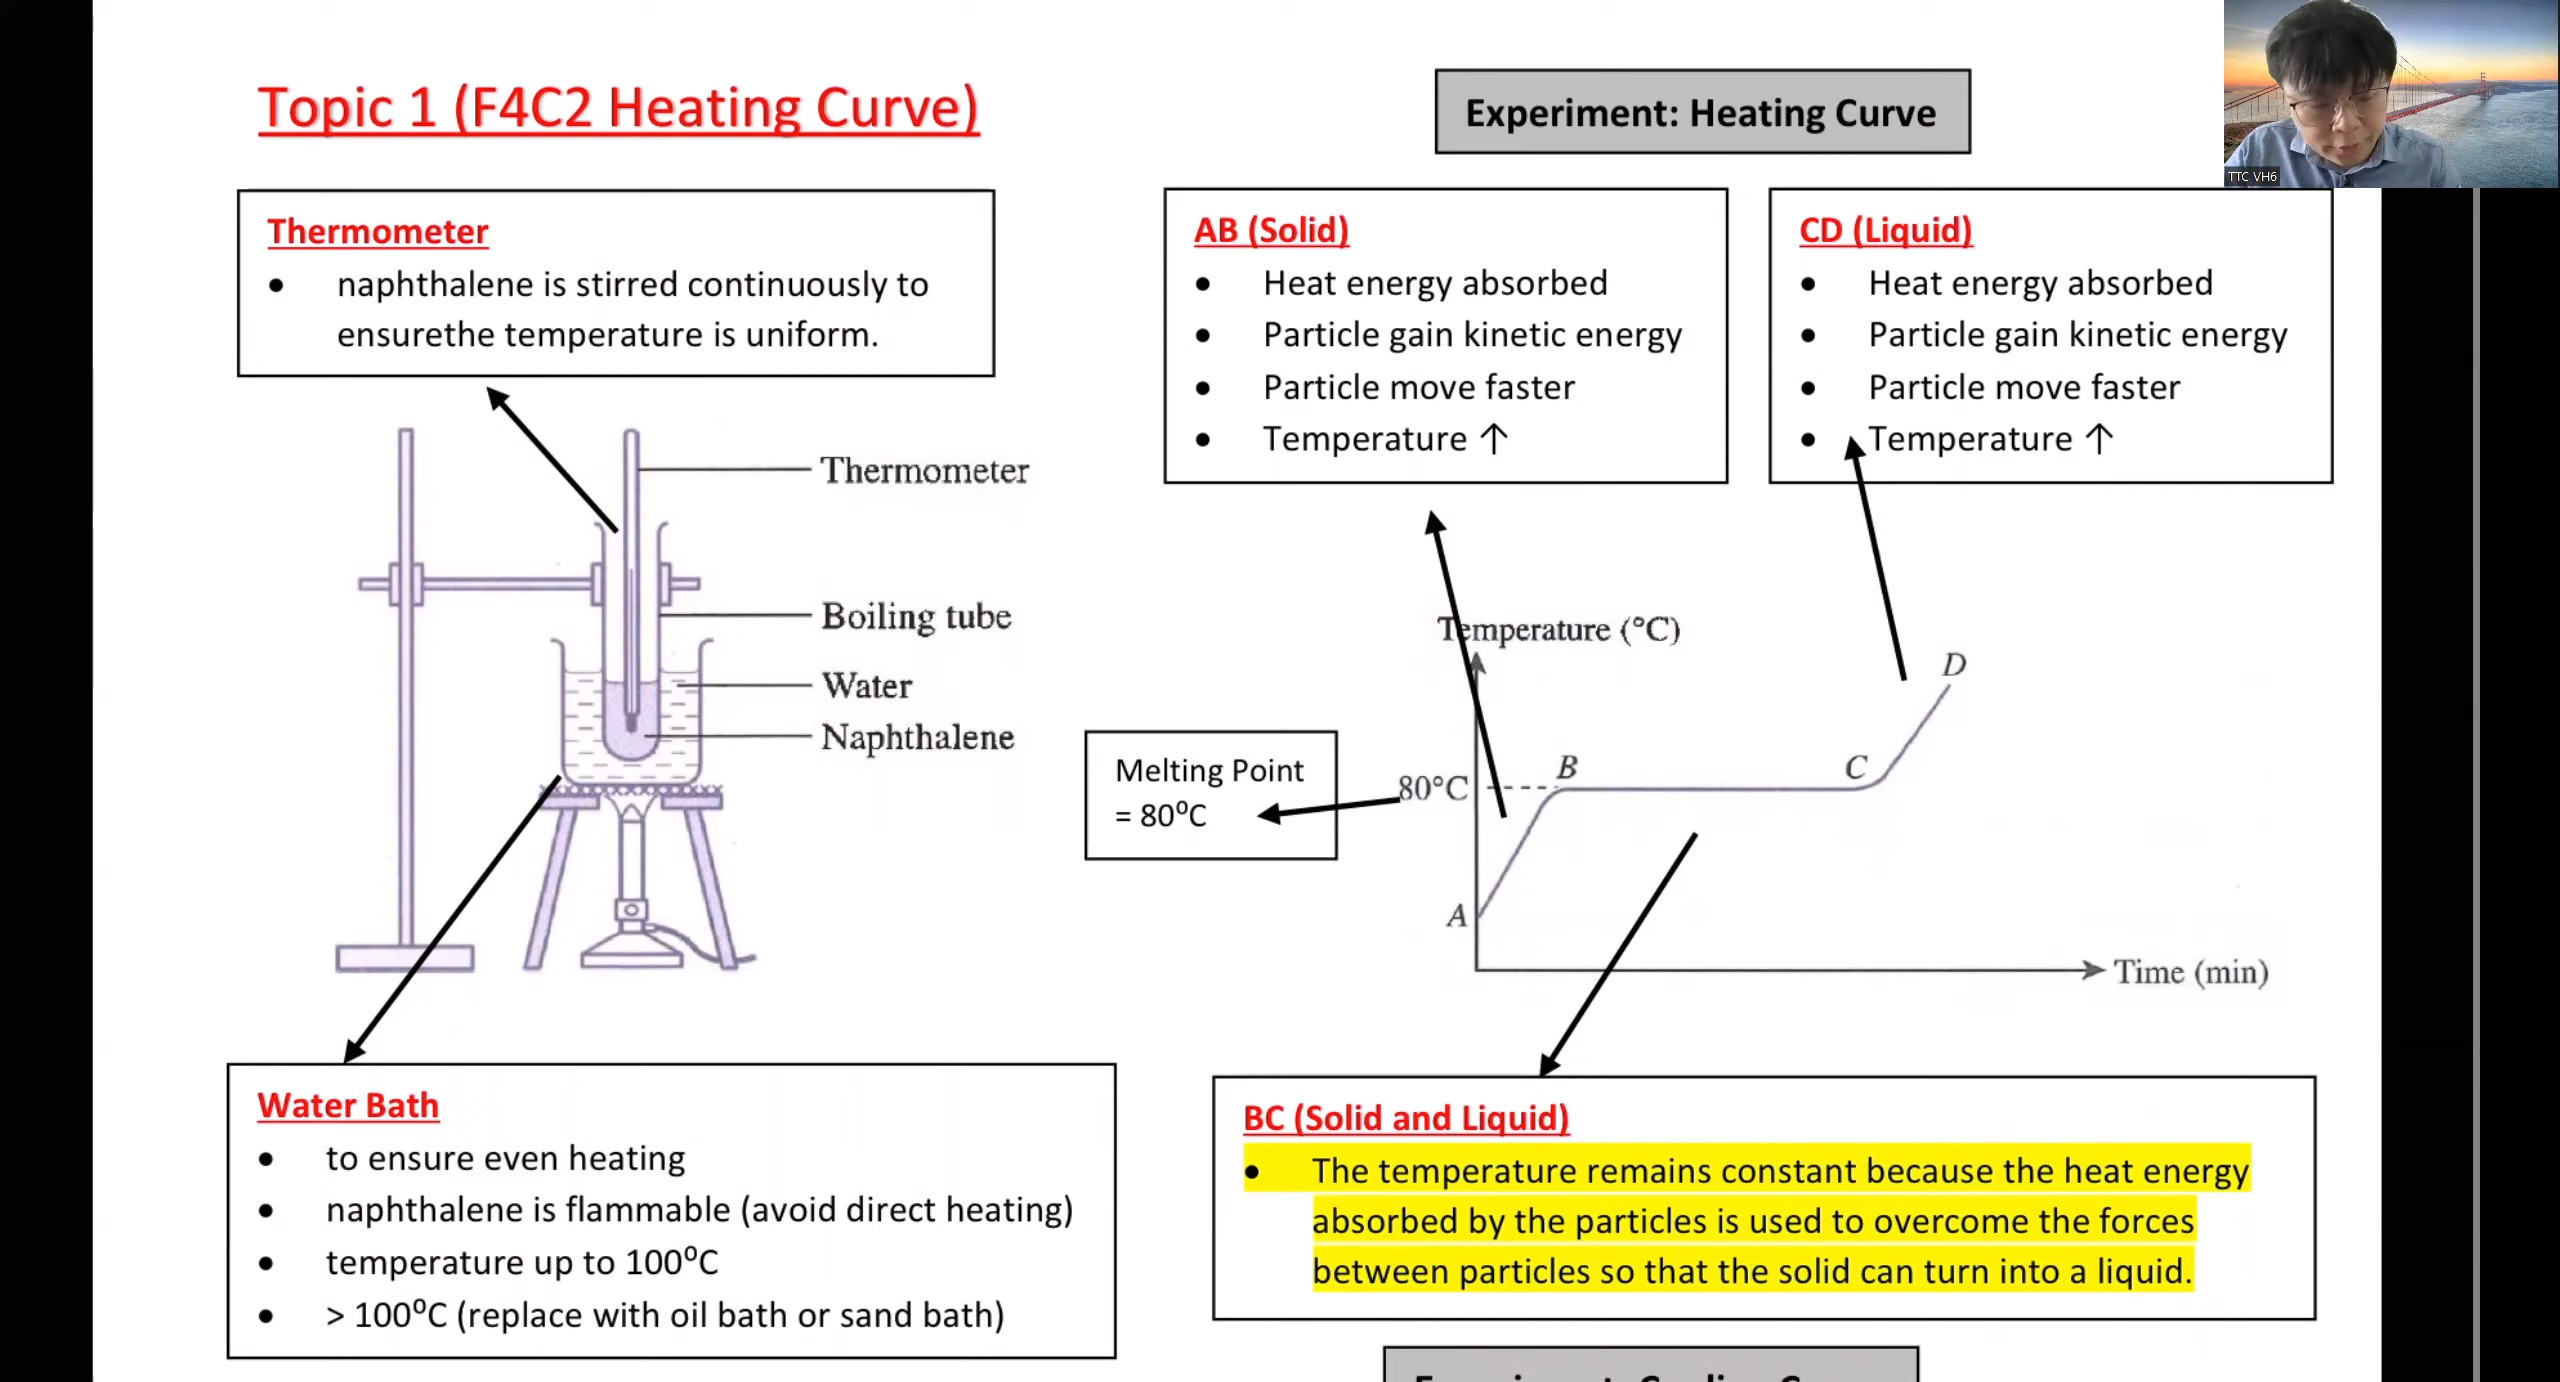 Topic 1 (F4C2 Heating Curve)
Experiment: Heating Curve
TTC VH6
Thermometer
• naphthalene is stirred continuously to
ensurethe temperature is uniform.
AB (Solid)
• Heat energy absorbed
• Particle gain kinetic energy
• Particle move faster
• Temperature ↑
CD (Liquid)
• Heat energy absorbed
• Particle gain kinetic energy
• Particle move faster
• Temperature ↑
Thermometer
Boiling tube
Water
Naphthalene
Temperature (°C)
D
Melting Point
= 80⁰C
80°C
B
C
A
Time (min)
Water Bath
• to ensure even heating
• naphthalene is flammable (avoid direct heating)
• temperature up to 100⁰C
• > 100⁰C (replace with oil bath or sand bath)
BC (Solid and Liquid)
• The temperature remains constant because the heat energy
absorbed by the particles is used to overcome the forces
between particles so that the solid can turn into a liquid.